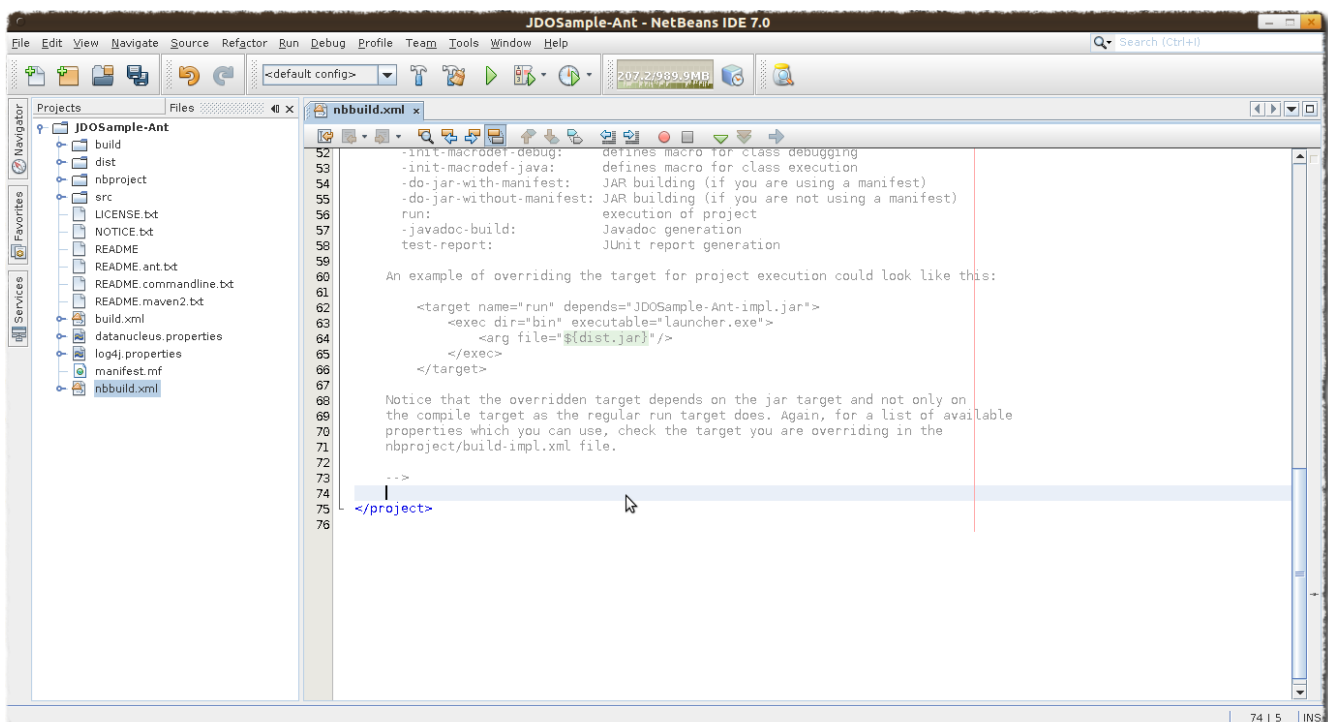 JDOSample-Ant - NetBeans IDE 7.0
File Edit View Navigate Source Refactor Run Debug Profile Team Tools Window Help
Search (Ctrl+I)
<default config>
207.2/989.9MB
Navigator
Favorites
Services
Projects Files
JDOSample-Ant
build
dist
nbproject
src
LICENSE.txt
NOTICE.txt
README
README.ant.txt
README.commandline.txt
README.maven2.txt
build.xml
datanucleus.properties
log4j.properties
manifest.mf
nbbuild.xml
nbbuild.xml
52 -init-macrodef-debug: defines macro for class debugging
53 -init-macrodef-java: defines macro for class execution
54 -do-jar-with-manifest: JAR building (if you are using a manifest)
55 -do-jar-without-manifest: JAR building (if you are not using a manifest)
56 run: execution of project
57 -javadoc-build: Javadoc generation
58 test-report: JUnit report generation
59
60 An example of overriding the target for project execution could look like this:
61
62 <target name="run" depends="JDOSample-Ant-impl.jar">
63 <exec dir="bin" executable="launcher.exe">
64 <arg file="${dist.jar}"/>
65 </exec>
66 </target>
67
68 Notice that the overridden target depends on the jar target and not only on
69 the compile target as the regular run target does. Again, for a list of available
70 properties which you can use, check the target you are overriding in the
71 nbproject/build-impl.xml file.
72
73 -->
74
75 </project>
76
74 | 5 INS